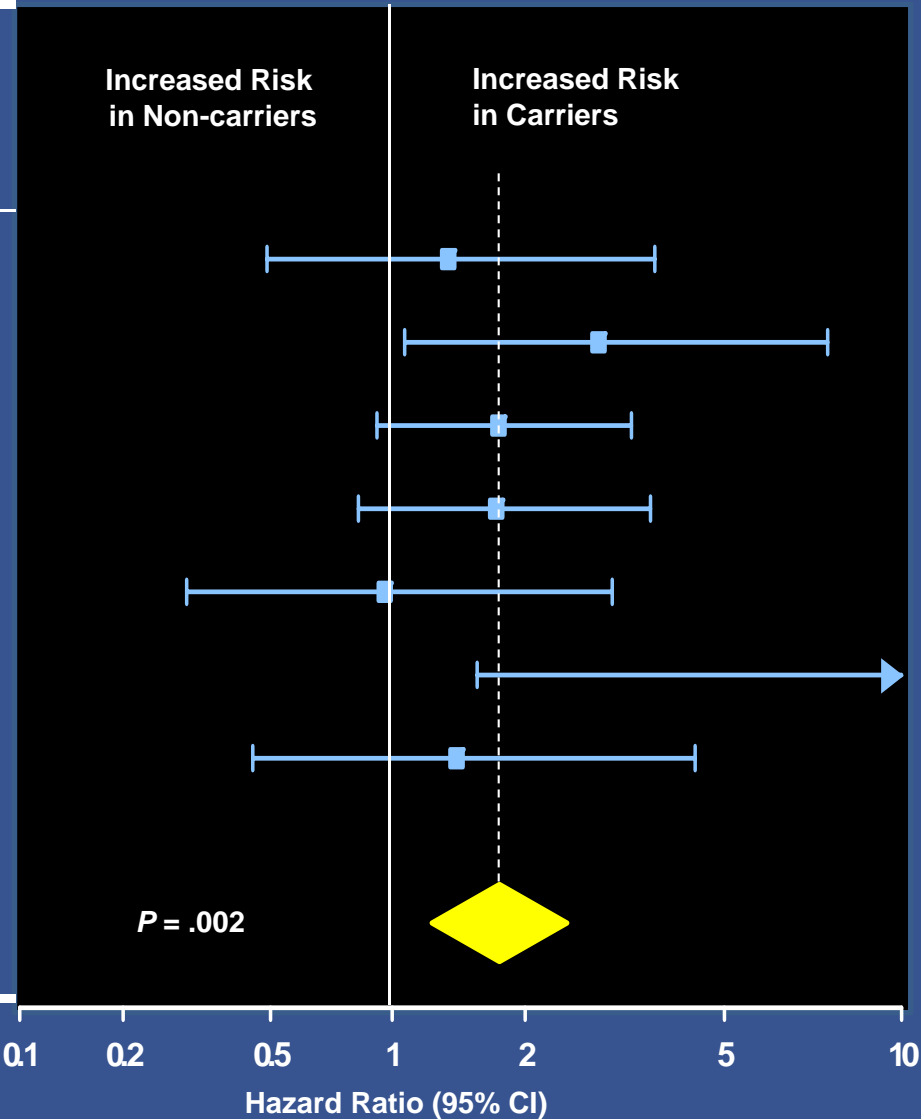 Increased Risk
in Non-carriers
Increased Risk
in Carriers
P = .002
0.1 0.2 0.5 1 2 5 10
Hazard Ratio (95% CI)